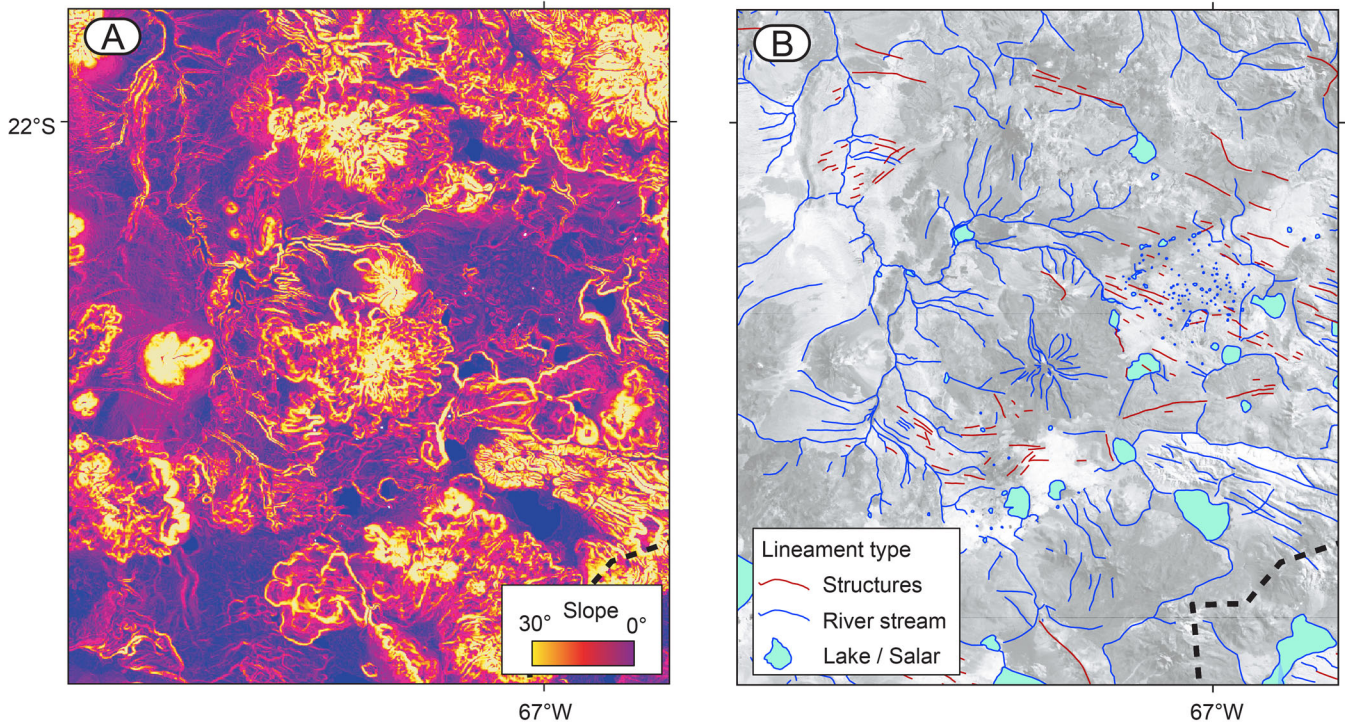 A
B
22°S
Slope
30°
0°
67°W
Lineament type
Structures
River stream
Lake / Salar
67°W